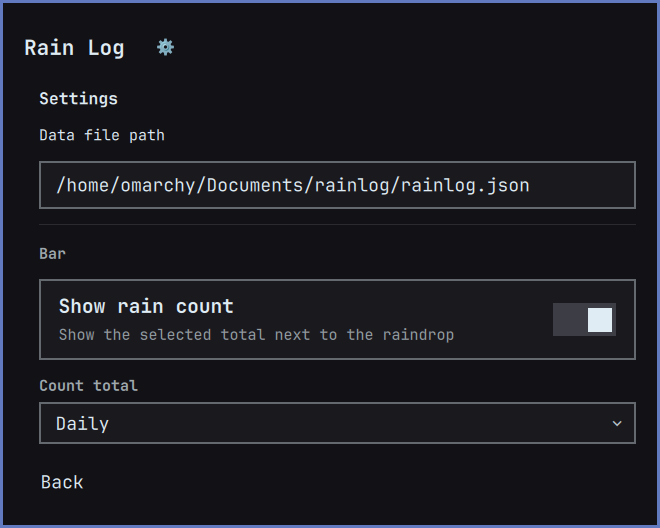 Rain Log
Settings
Data file path
/home/omarchy/Documents/rainlog/rainlog.json
Bar
Show rain count
Show the selected total next to the raindrop
Count total
Daily
Back